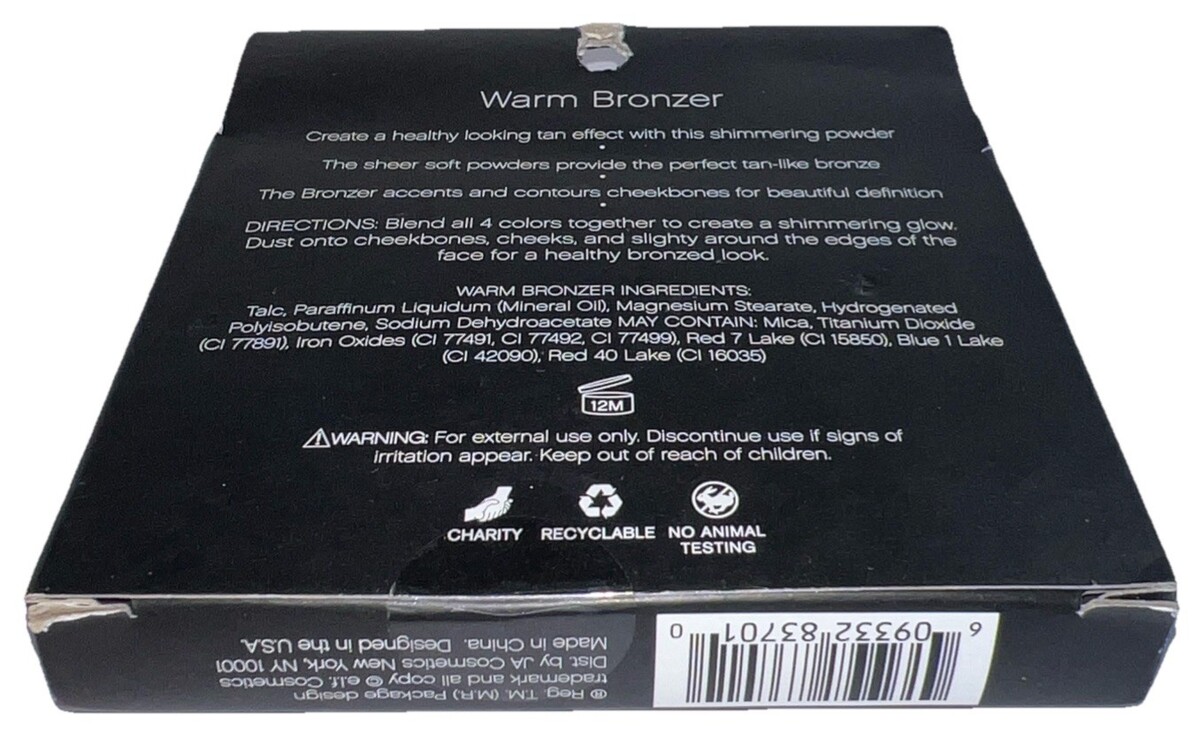 Warm Bronzer
Create a healthy looking tan effect with this shimmering powder
•
The sheer soft powders provide the perfect tan-like bronze
•
The Bronzer accents and contours cheekbones for beautiful definition
•
DIRECTIONS: Blend all 4 colors together to create a shimmering glow.
Dust onto cheekbones, cheeks, and slighty around the edges of the
face for a healthy bronzed look.
WARM BRONZER INGREDIENTS:
Talc, Paraffinum Liquidum (Mineral Oil), Magnesium Stearate, Hydrogenated
Polyisobutene, Sodium Dehydroacetate MAY CONTAIN: Mica, Titanium Dioxide
(CI 77891), Iron Oxides (CI 77491, CI 77492, CI 77499), Red 7 Lake (CI 15850), Blue 1 Lake
(CI 42090), Red 40 Lake (CI 16035)
12M
⚠WARNING: For external use only. Discontinue use if signs of
irritation appear. Keep out of reach of children.
CHARITY RECYCLABLE NO ANIMAL
TESTING
® Reg. T.M. (M.R.) Package design
trademark and all copy © e.l.f. Cosmetics
Dist. by JA Cosmetics New York, NY 10001
Made in China. Designed in the U.S.A.
6 09332 83701 0